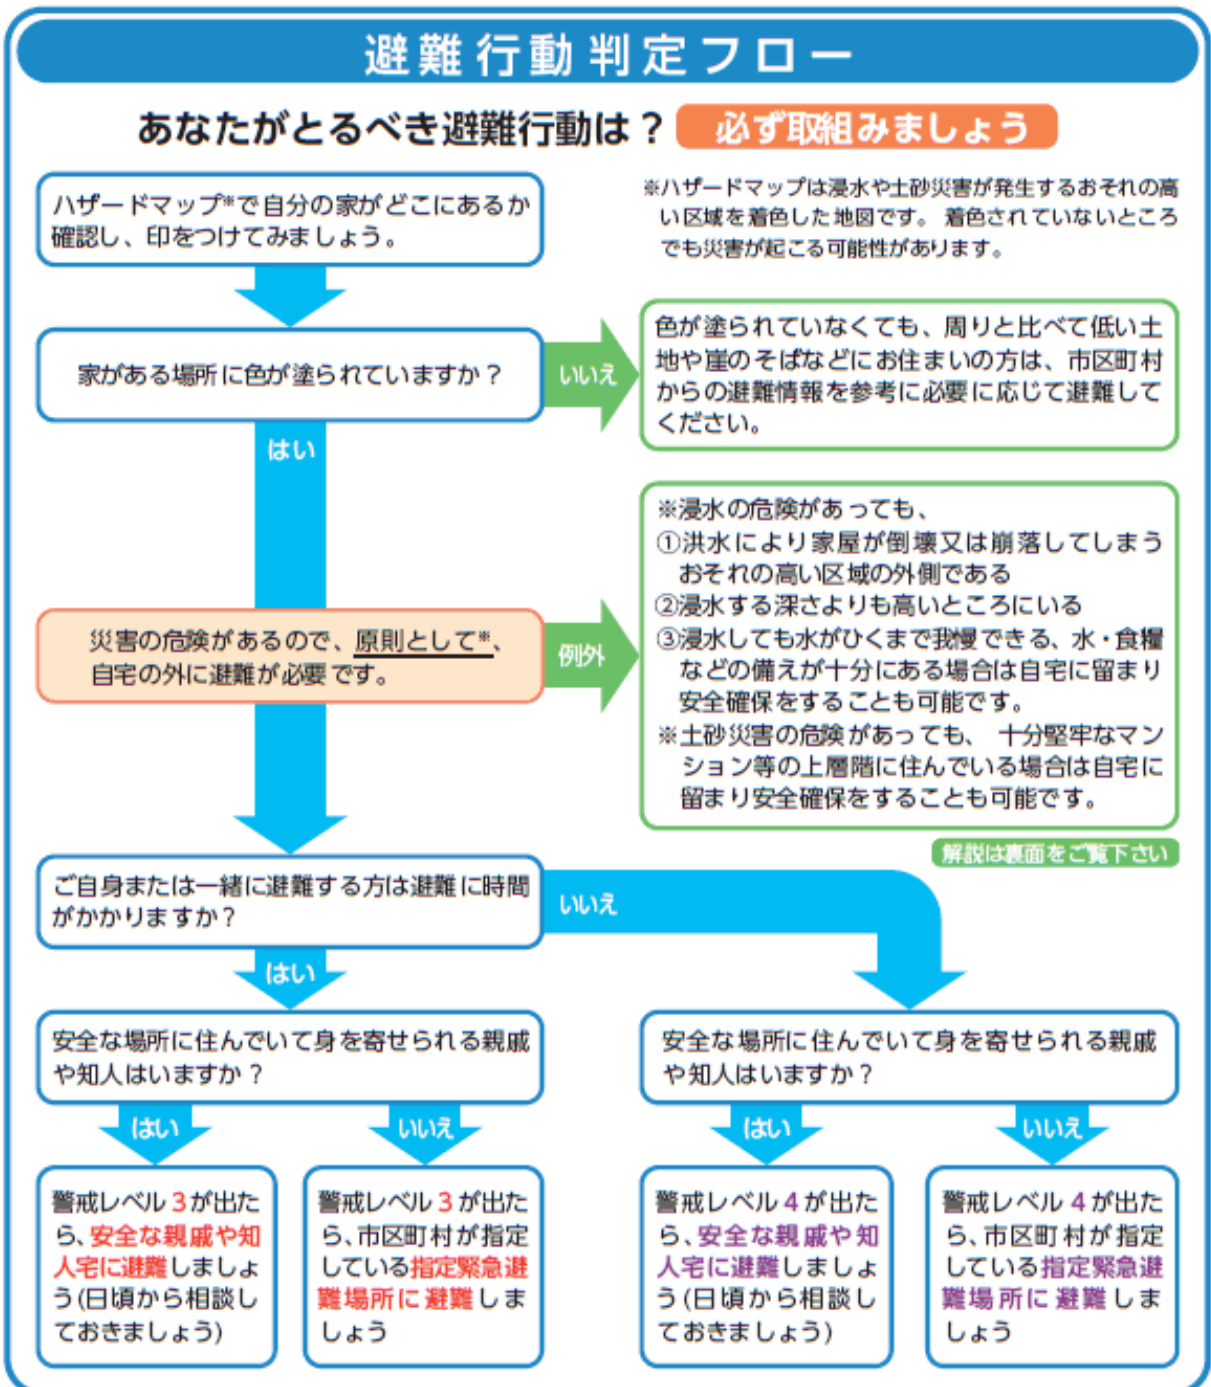 避難行動判定フロー
あなたがとるべき避難行動は？ 必ず取組みましょう
ハザードマップ※で自分の家がどこにあるか
確認し、印をつけてみましょう。
※ハザードマップは浸水や土砂災害が発生するおそれの高
い区域を着色した地図です。着色されていないところ
でも災害が起こる可能性があります。
家がある場所に色が塗られていますか？
いいえ
色が塗られていなくても、周りと比べて低い土
地や崖のそばなどにお住まいの方は、市区町村
からの避難情報を参考に必要に応じて避難して
ください。
はい
災害の危険があるので、原則として※、
自宅の外に避難が必要です。
例外
※浸水の危険があっても、
①洪水により家屋が倒壊又は崩落してしまう
おそれの高い区域の外側である
②浸水する深さよりも高いところにいる
③浸水しても水がひくまで我慢できる、水・食糧
などの備えが十分にある場合は自宅に留まり
安全確保をすることも可能です。
※土砂災害の危険があっても、十分堅牢なマン
ション等の上層階に住んでいる場合は自宅に
留まり安全確保をすることも可能です。
解説は裏面をご覧下さい
ご自身または一緒に避難する方は避難に時間
がかかりますか？
いいえ
はい
安全な場所に住んでいて身を寄せられる親戚
や知人はいますか？
はい
いいえ
警戒レベル3が出た
ら、安全な親戚や知
人宅に避難しましょ
う(日頃から相談し
ておきましょう)
警戒レベル3が出た
ら、市区町村が指定
している指定緊急避
難場所に避難しま
しょう
安全な場所に住んでいて身を寄せられる親戚
や知人はいますか？
はい
いいえ
警戒レベル4が出た
ら、安全な親戚や知
人宅に避難しましょ
う(日頃から相談し
ておきましょう)
警戒レベル4が出た
ら、市区町村が指定
している指定緊急避
難場所に避難しま
しょう